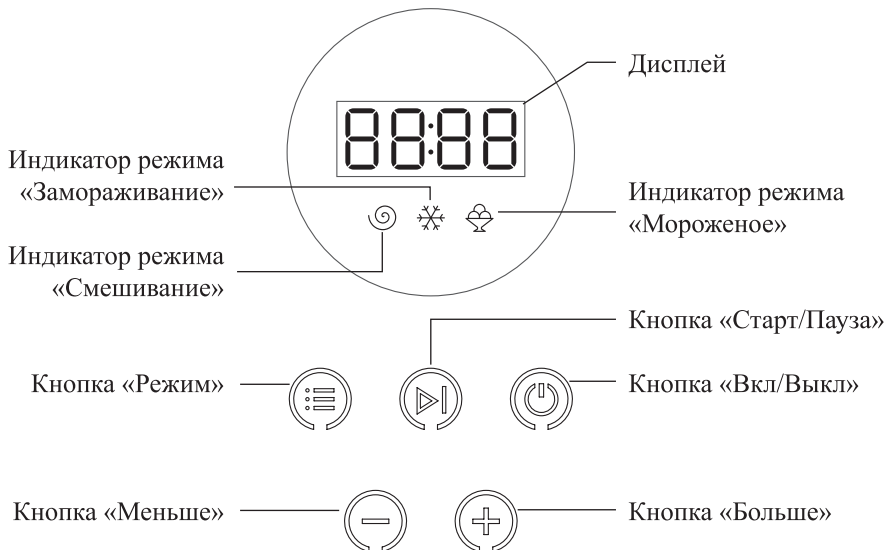 Дисплей
88:88
Индикатор режима
«Замораживание»
Индикатор режима
«Мороженое»
Индикатор режима
«Смешивание»
Кнопка «Старт/Пауза»
Кнопка «Режим»
Кнопка «Вкл/Выкл»
Кнопка «Меньше»
Кнопка «Больше»